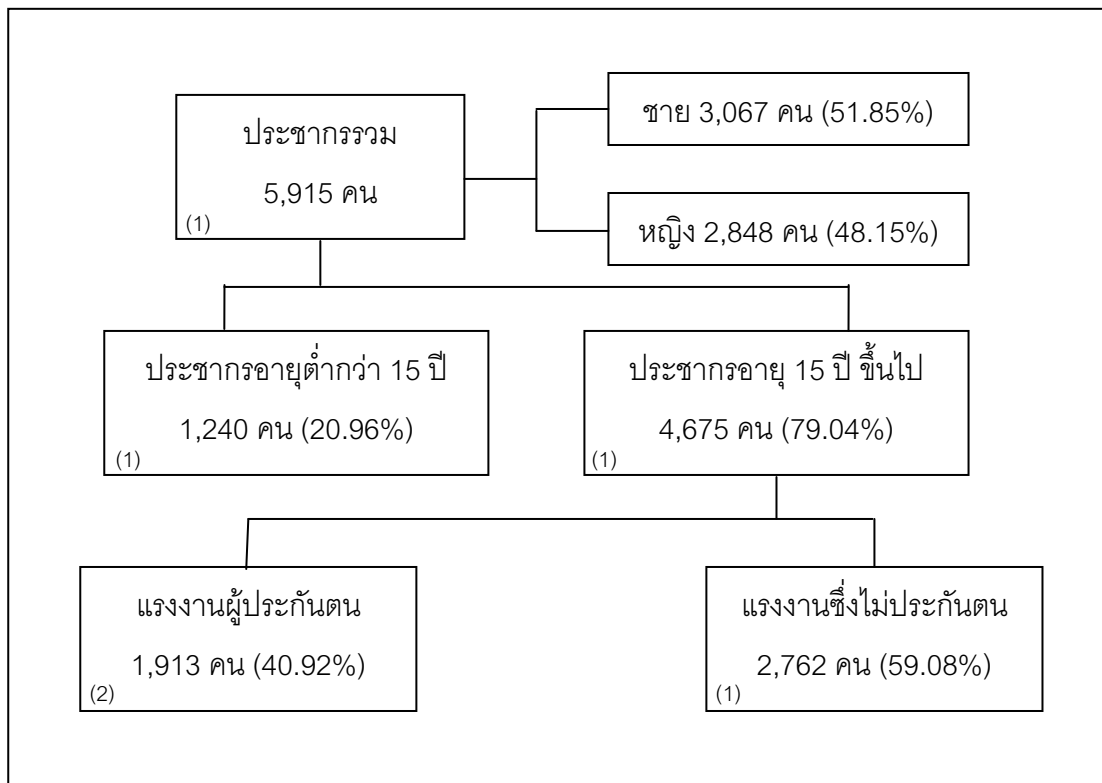 ประชากรรวม
5,915 คน
(1)
ชาย 3,067 คน (51.85%)
หญิง 2,848 คน (48.15%)
ประชากรอายุต่ำกว่า 15 ปี
1,240 คน (20.96%)
(1)
ประชากรอายุ 15 ปี ขึ้นไป
4,675 คน (79.04%)
(1)
แรงงานผู้ประกันตน
1,913 คน (40.92%)
(2)
แรงงานซึ่งไม่ประกันตน
2,762 คน (59.08%)
(1)